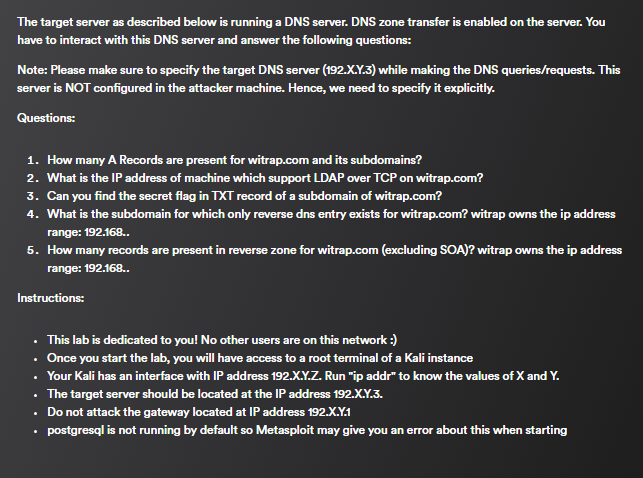 The target server as described below is running a DNS server. DNS zone transfer is enabled on the server. You
have to interact with this DNS server and answer the following questions:
Note: Please make sure to specify the target DNS server (192.X.Y.3) while making the DNS queries/requests. This
server is NOT configured in the attacker machine. Hence, we need to specify it explicitly.
Questions:
1. How many A Records are present for witrap.com and its subdomains?
2. What is the IP address of machine which support LDAP over TCP on witrap.com?
3. Can you find the secret flag in TXT record of a subdomain of witrap.com?
4. What is the subdomain for which only reverse dns entry exists for witrap.com? witrap owns the ip address
range: 192.168..
5. How many records are present in reverse zone for witrap.com (excluding SOA)? witrap owns the ip address
range: 192.168..
Instructions:
• This lab is dedicated to you! No other users are on this network :)
• Once you start the lab, you will have access to a root terminal of a Kali instance
• Your Kali has an interface with IP address 192.X.Y.Z. Run "ip addr" to know the values of X and Y.
• The target server should be located at the IP address 192.X.Y.3.
• Do not attack the gateway located at IP address 192.X.Y.1
• postgresql is not running by default so Metasploit may give you an error about this when starting